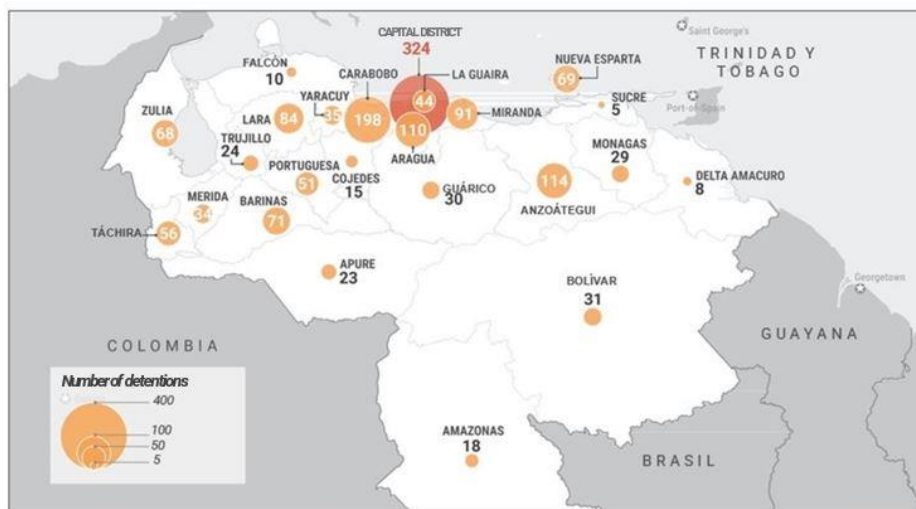 CAPITAL DISTRICT
324
Saint George's
TRINIDAD Y
TOBAGO
NUEVA ESPARTA
69
FALCÓN
10
CARABOBO
198
LA GUAIRA
44
SUCRE
5
Port-of-Spain
YARACUY
35
ZULIA
68
LARA
84
91
MIRANDA
110
ARAGUA
TRUJILLO
24
MONAGAS
29
PORTUGUESA
51
COJEDES
15
GUÁRICO
30
114
ANZOÁTEGUI
DELTA AMACURO
8
MERIDA
34
BARINAS
71
TÁCHIRA
56
APURE
23
BOLÌVAR
31
Georgetown
GUAYANA
COLOMBIA
Number of detentions
400
100
50
5
AMAZONAS
18
BRASIL